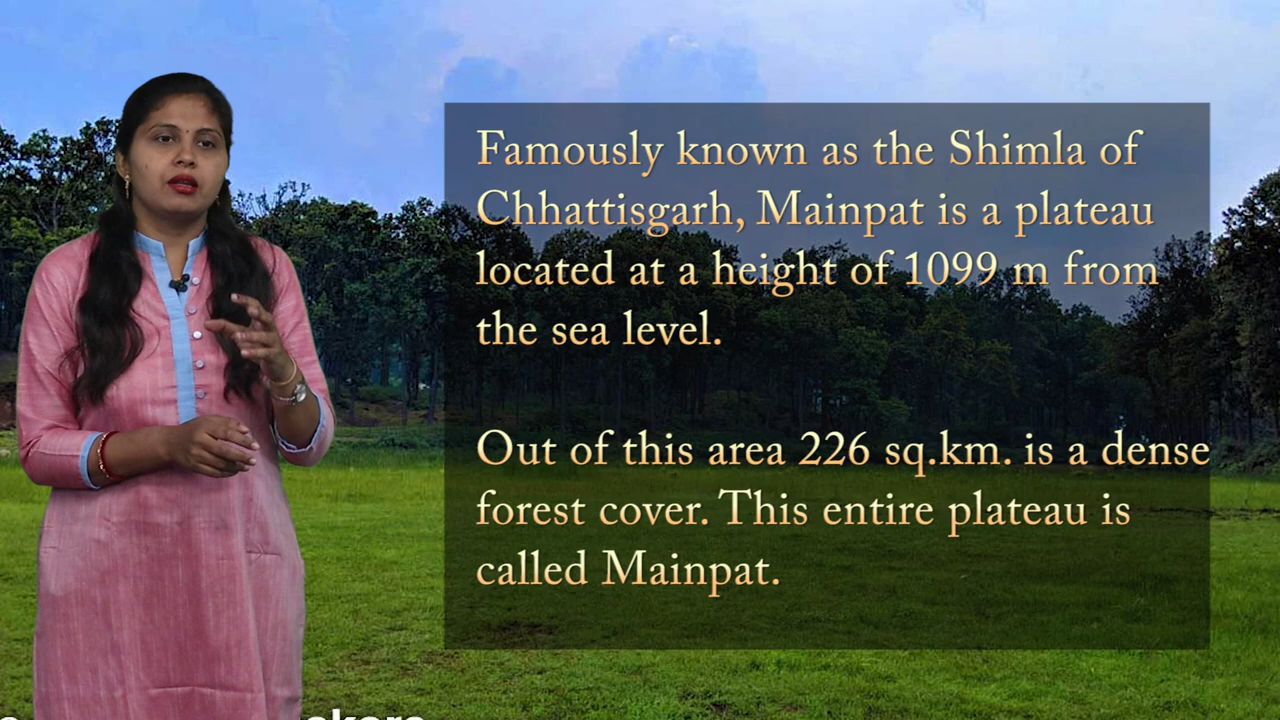 Famously known as the Shimla of
Chhattisgarh, Mainpat is a plateau
located at a height of 1099 m from
the sea level.
Out of this area 226 sq.km. is a dense
forest cover. This entire plateau is
called Mainpat.